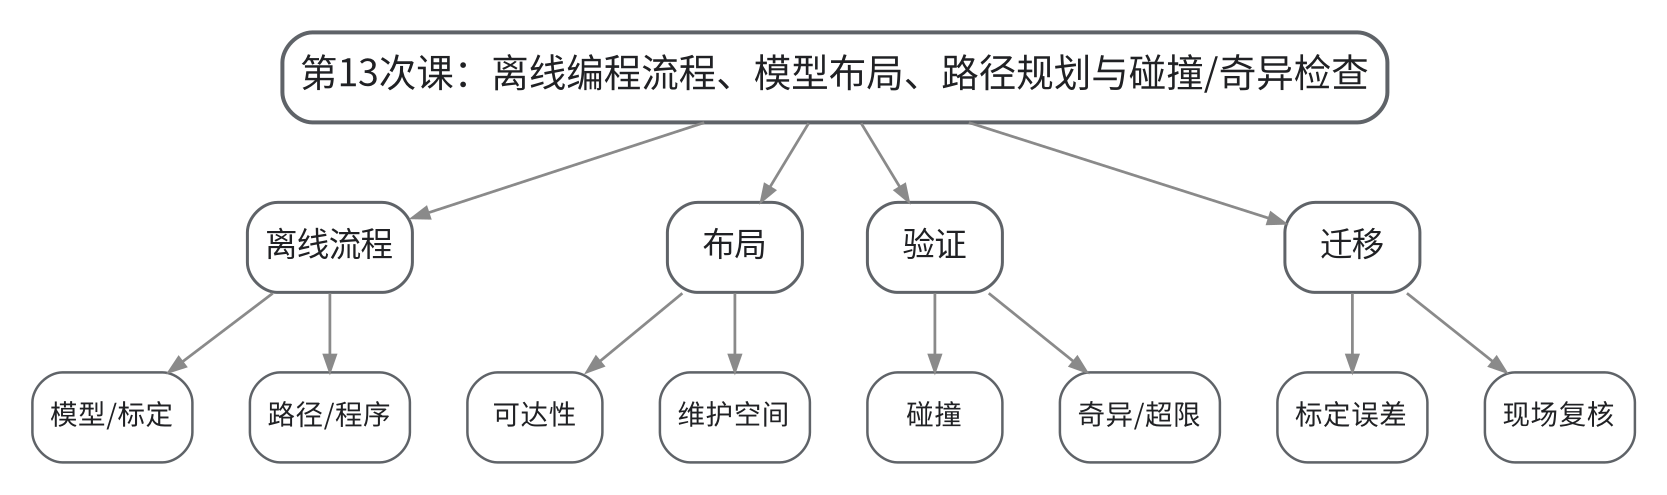 第13次课：离线编程流程、模型布局、路径规划与碰撞/奇异检查
离线流程
布局
验证
迁移
模型/标定
路径/程序
可达性
维护空间
碰撞
奇异/超限
标定误差
现场复核